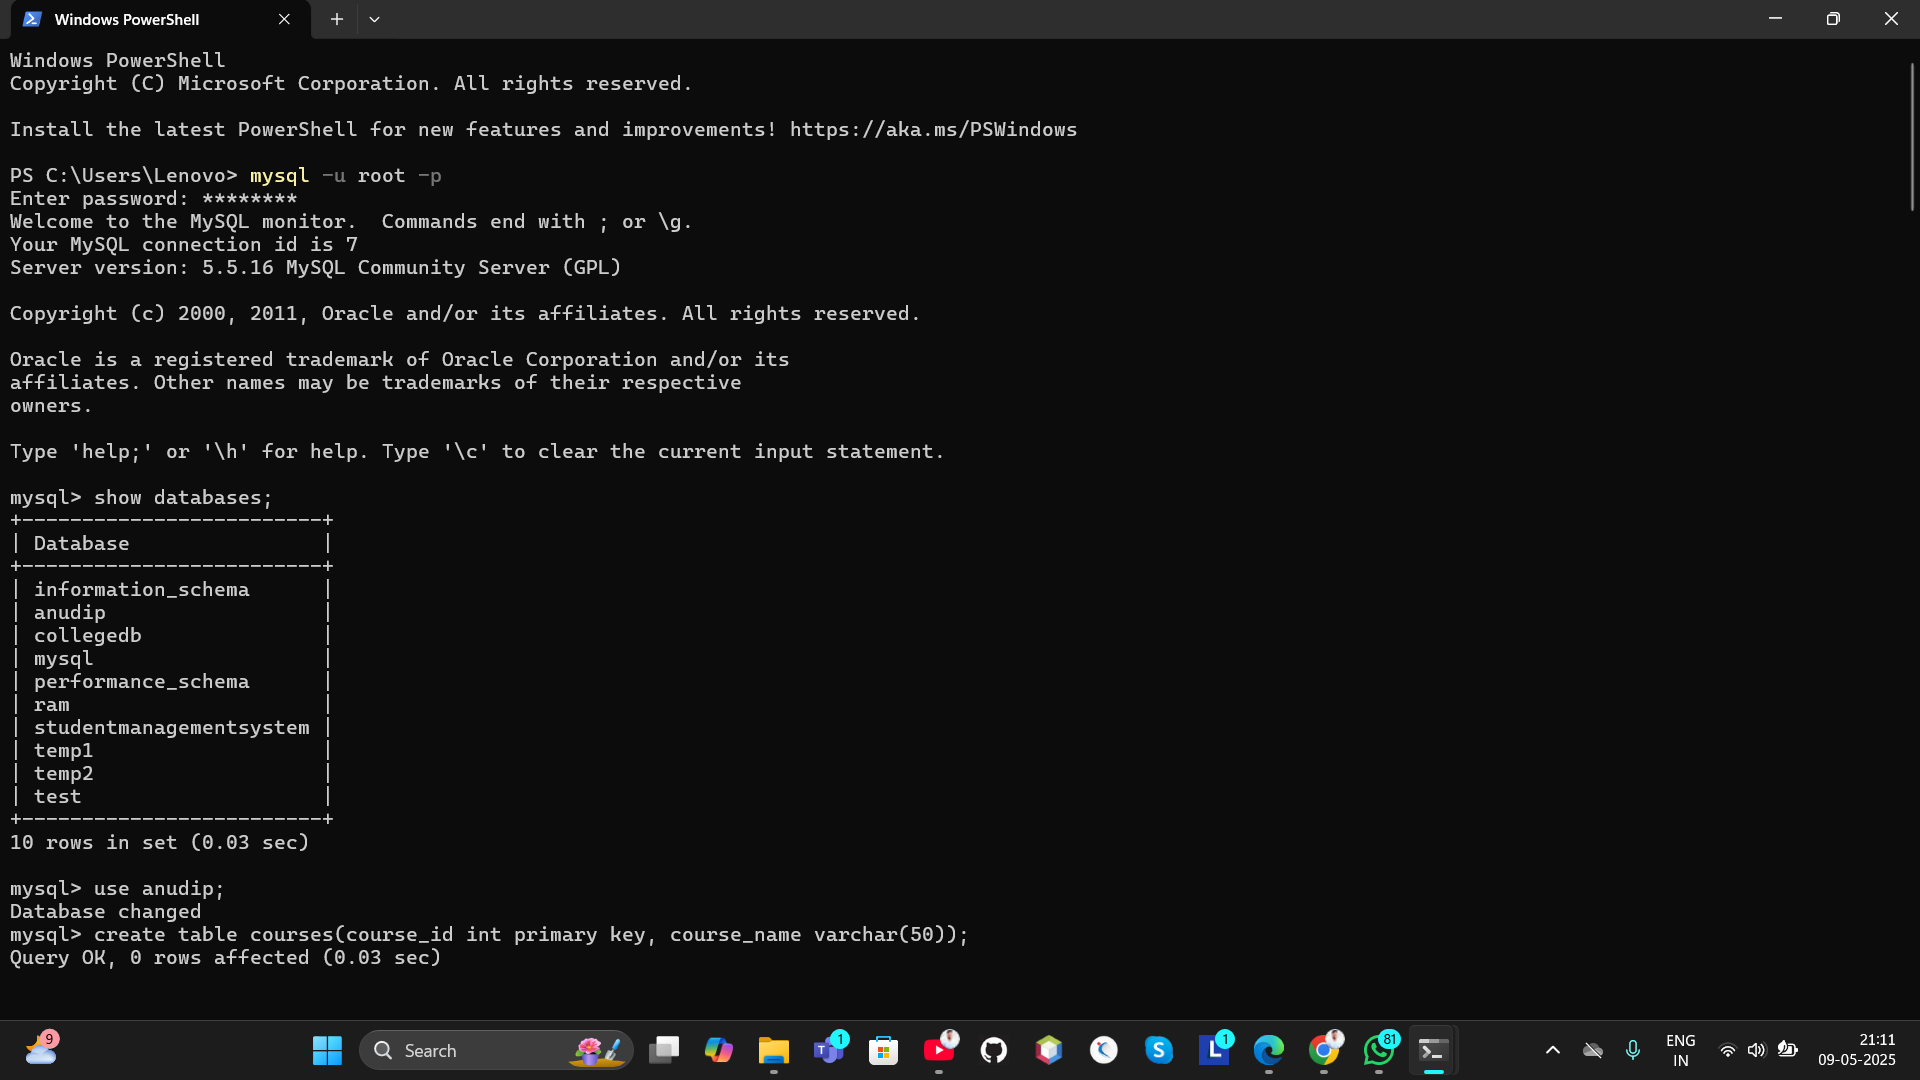 Windows PowerShell
Windows PowerShell
Copyright (C) Microsoft Corporation. All rights reserved.
Install the latest PowerShell for new features and improvements! https://aka.ms/PSWindows
PS C:\Users\Lenovo> mysql -u root -p
Enter password: ********
Welcome to the MySQL monitor.  Commands end with ; or \g.
Your MySQL connection id is 7
Server version: 5.5.16 MySQL Community Server (GPL)
Copyright (c) 2000, 2011, Oracle and/or its affiliates. All rights reserved.
Oracle is a registered trademark of Oracle Corporation and/or its
affiliates. Other names may be trademarks of their respective
owners.
Type 'help;' or '\h' for help. Type '\c' to clear the current input statement.
mysql> show databases;
+-------------------------+
| Database                |
+-------------------------+
| information_schema      |
| anudip                  |
| collegedb               |
| mysql                   |
| performance_schema      |
| ram                     |
| studentmanagementsystem |
| temp1                   |
| temp2                   |
| test                    |
+-------------------------+
10 rows in set (0.03 sec)
mysql> use anudip;
Database changed
mysql> create table courses(course_id int primary key, course_name varchar(50));
Query OK, 0 rows affected (0.03 sec)
9
Search
1
T
S
L
1
81
ENG
IN
21:11
09-05-2025